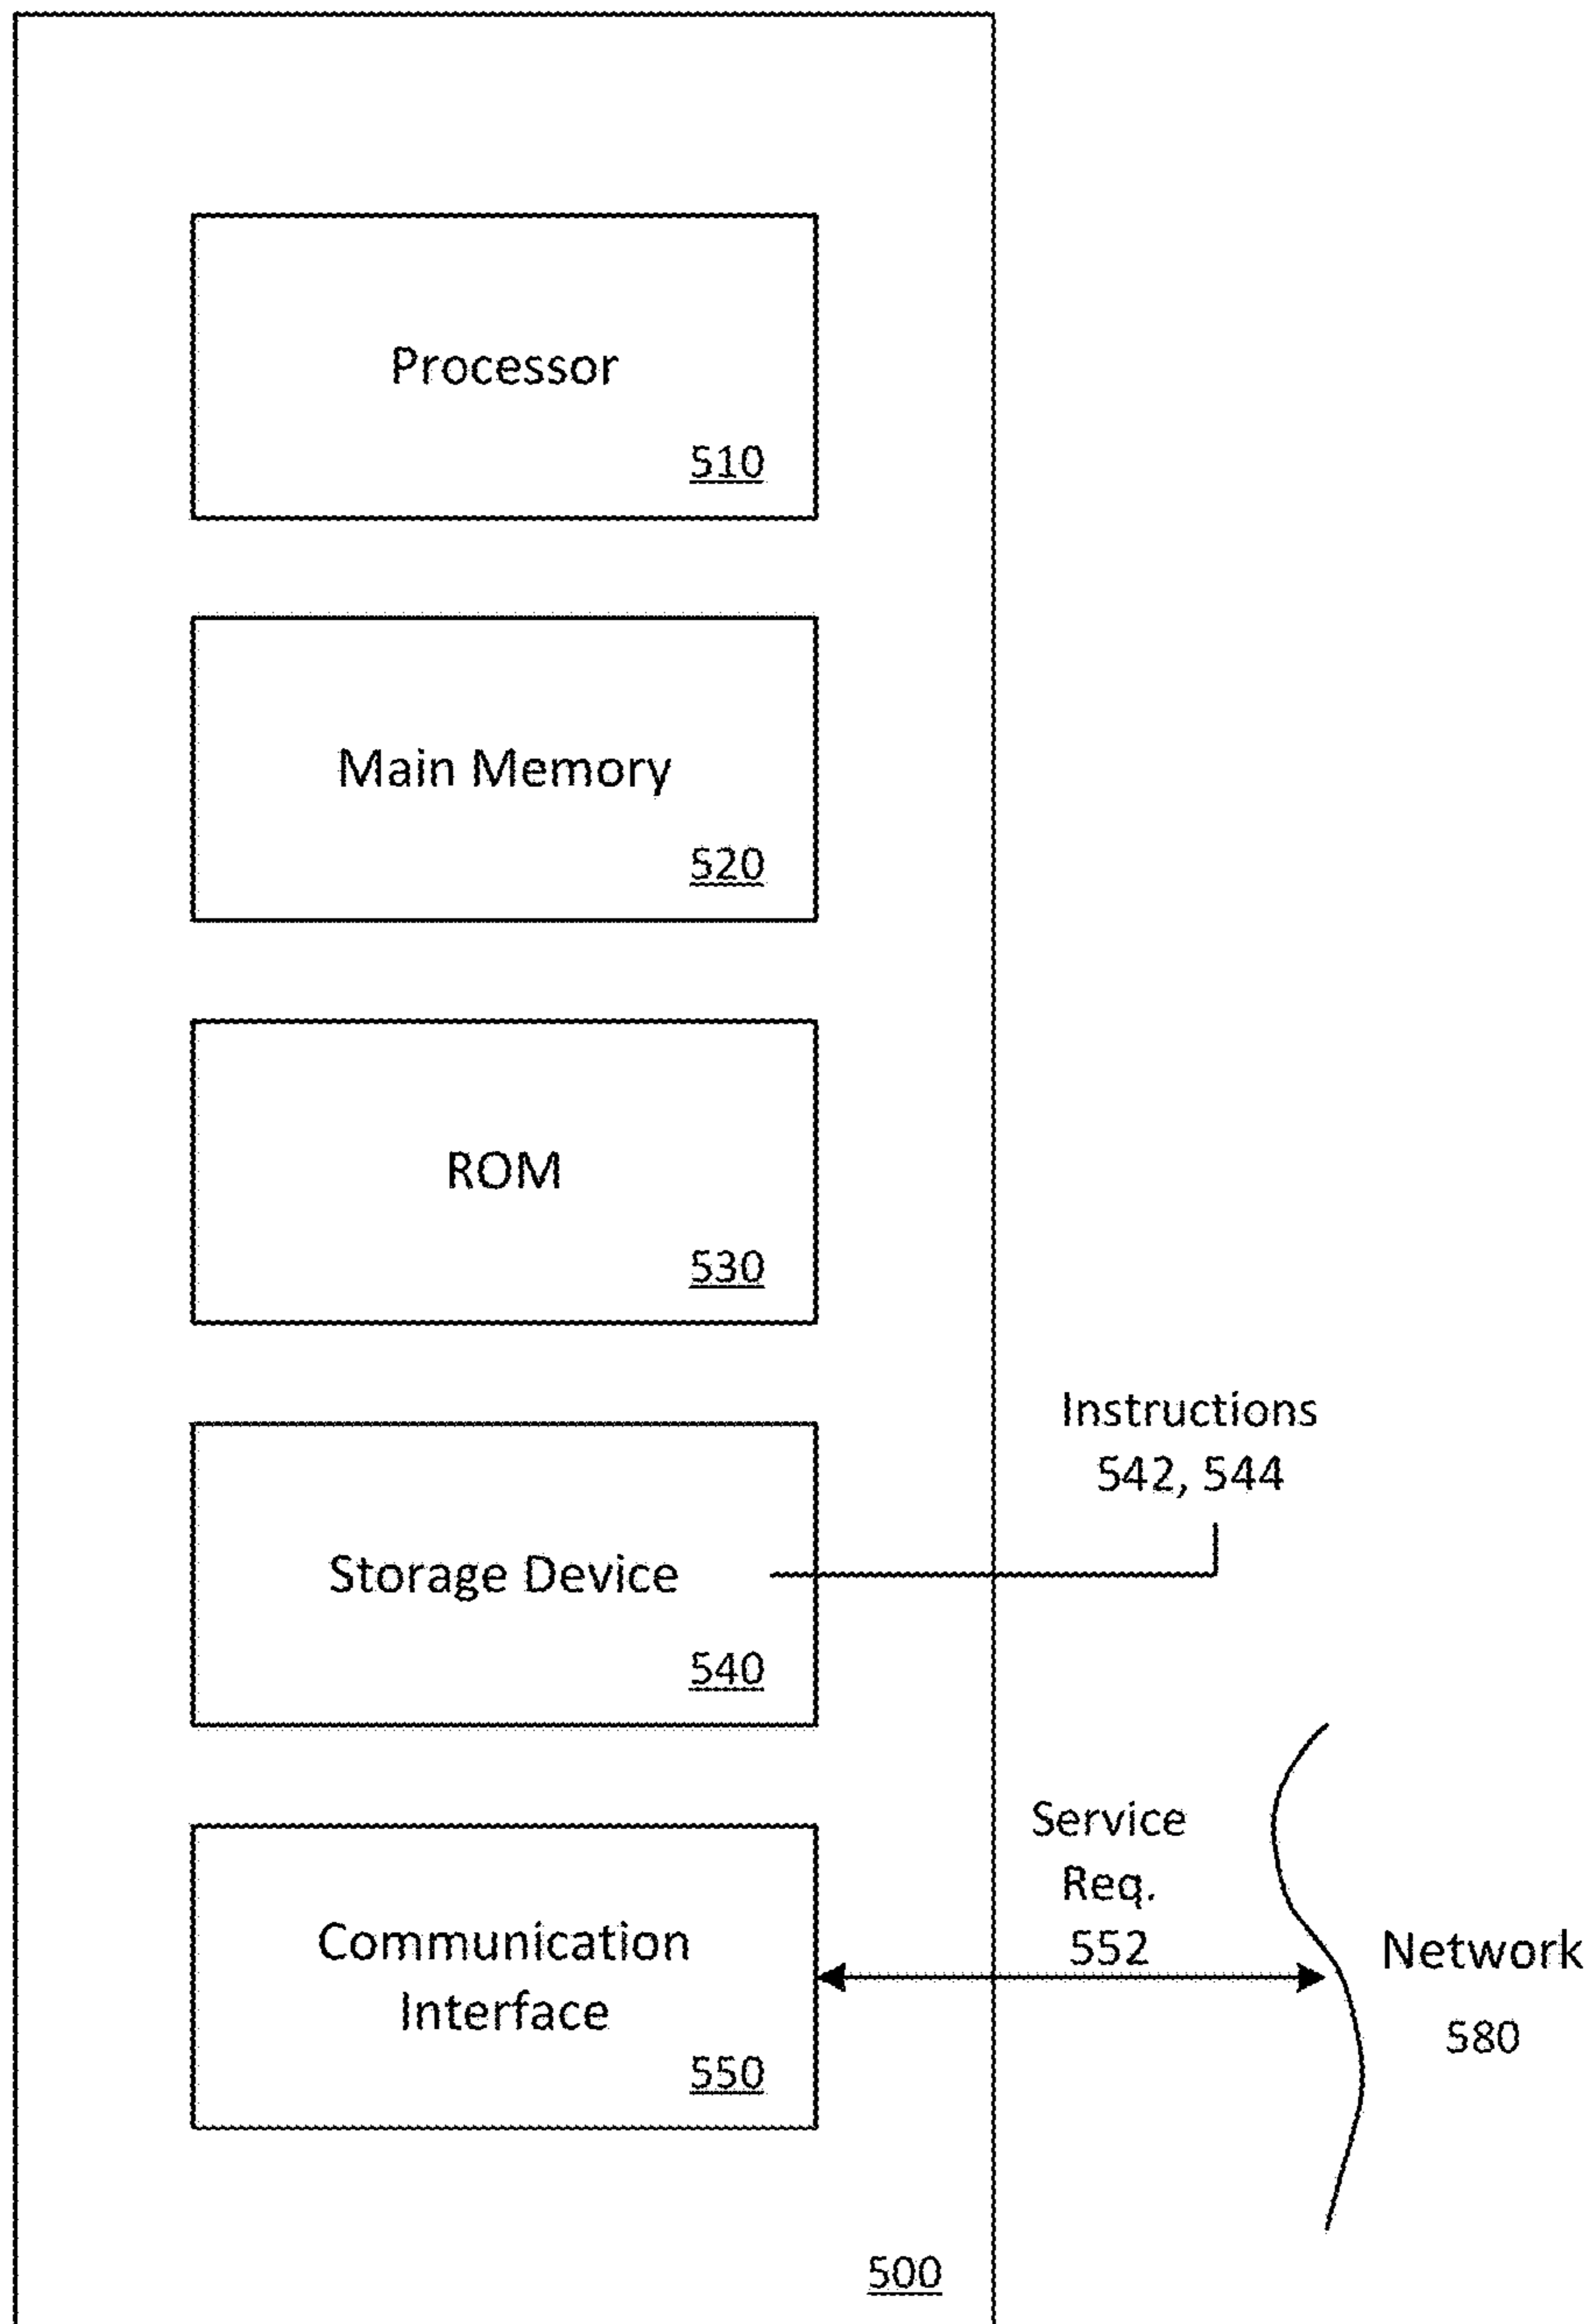 Processor
510
Main Memory
520
ROM
530
Instructions
542, 544
Storage Device
540
Service
Req.
552
Communication
Interface
550
Network
580
500